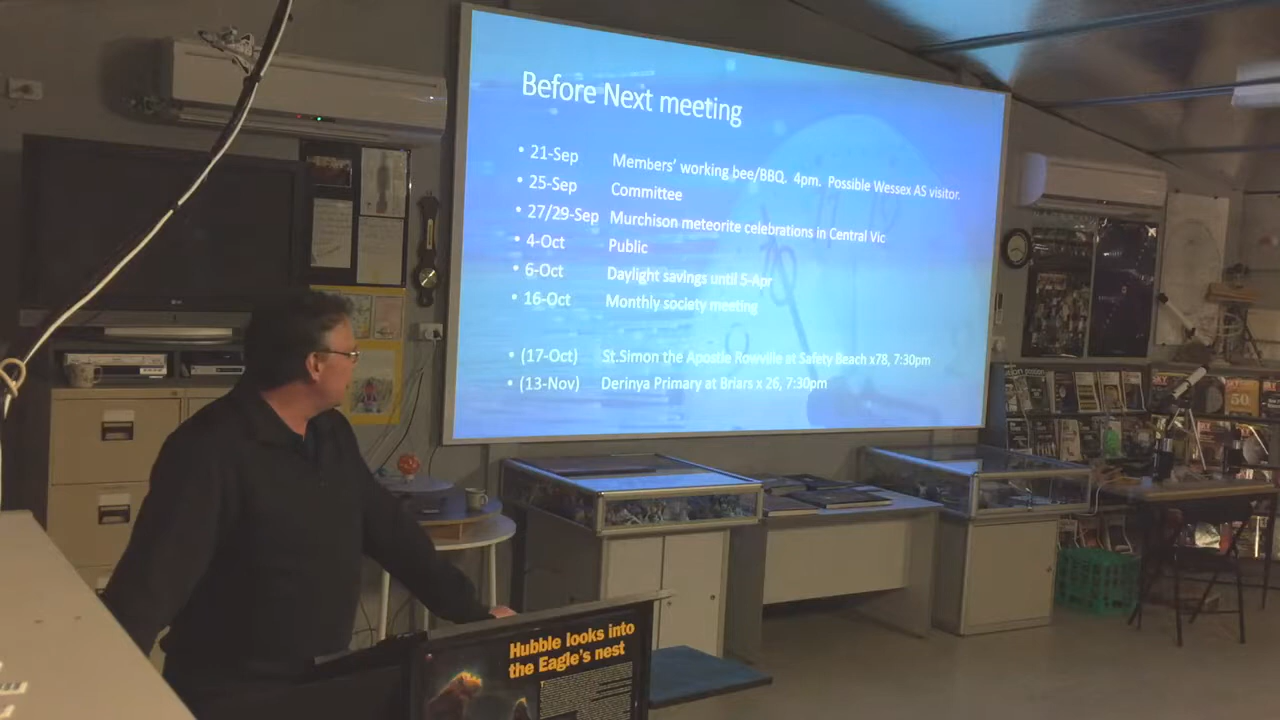 Before Next meeting
• 21-Sep Members' working bee/BBQ. 4pm. Possible Wessex AS visitor.
• 25-Sep Committee
• 27/29-Sep Murchison meteorite celebrations in Central Vic
• 4-Oct Public
• 6-Oct Daylight savings until 5-Apr
• 16-Oct Monthly society meeting
• (17-Oct) St.Simon the Apostle Rowville at Safety Beach x78, 7:30pm
• (13-Nov) Derinya Primary at Briars x 26, 7:30pm
50
Hubble looks into
the Eagle's nest